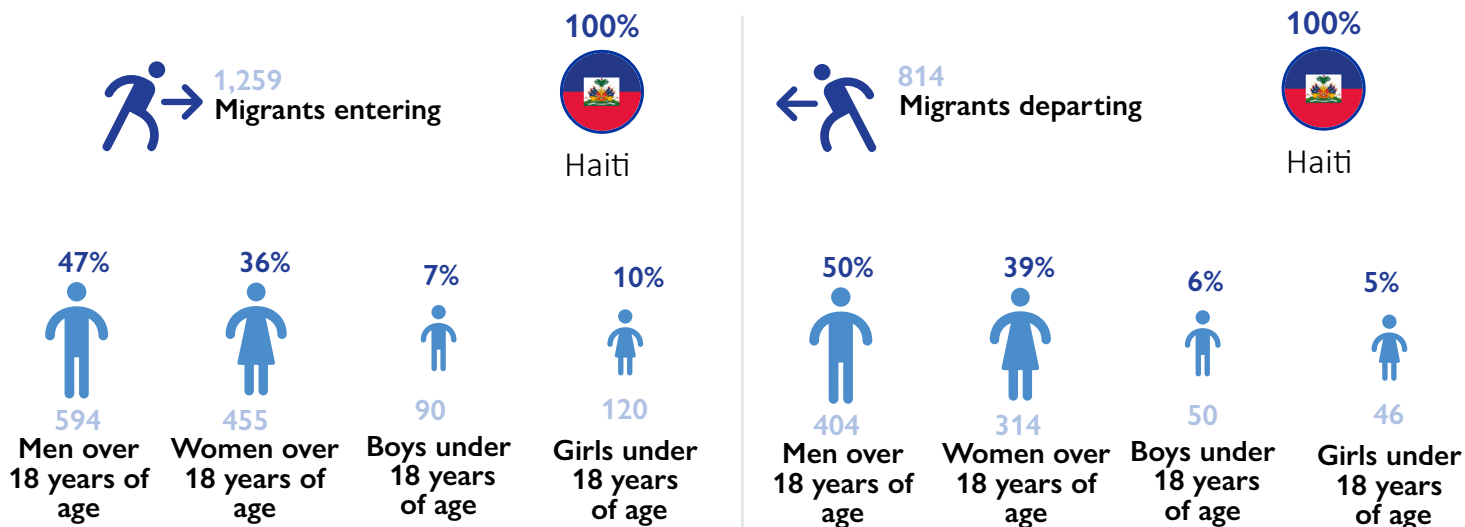 100%
1,259
Migrants entering
Haiti
47%
594
Men over
18 years of
age
36%
455
Women over
18 years of
age
7%
90
Boys under
18 years
of age
10%
120
Girls under
18 years
of age
100%
814
Migrants departing
Haiti
50%
404
Men over
18 years of
age
39%
314
Women over
18 years of
age
6%
50
Boys under
18 years
of age
5%
46
Girls under
18 years
of age